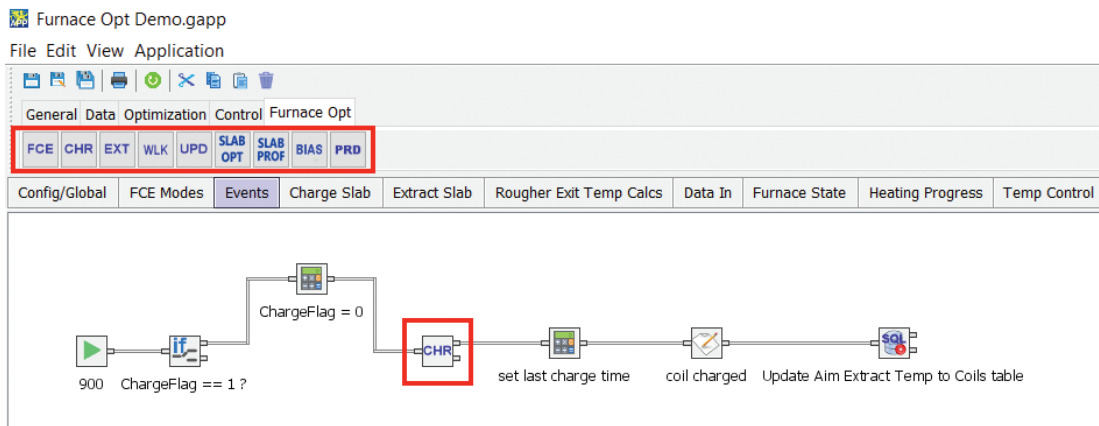 Furnace Opt Demo.gapp
File Edit View Application
General Data Optimization Control Furnace Opt
FCE CHR EXT WLK UPD SLAB OPT SLAB PROF BIAS PRD
Config/Global FCE Modes Events Charge Slab Extract Slab Rougher Exit Temp Calcs Data In Furnace State Heating Progress Temp Control
ChargeFlag = 0
if
CHR
SQL
900 ChargeFlag == 1 ? set last charge time coil charged Update Aim Extract Temp to Coils table